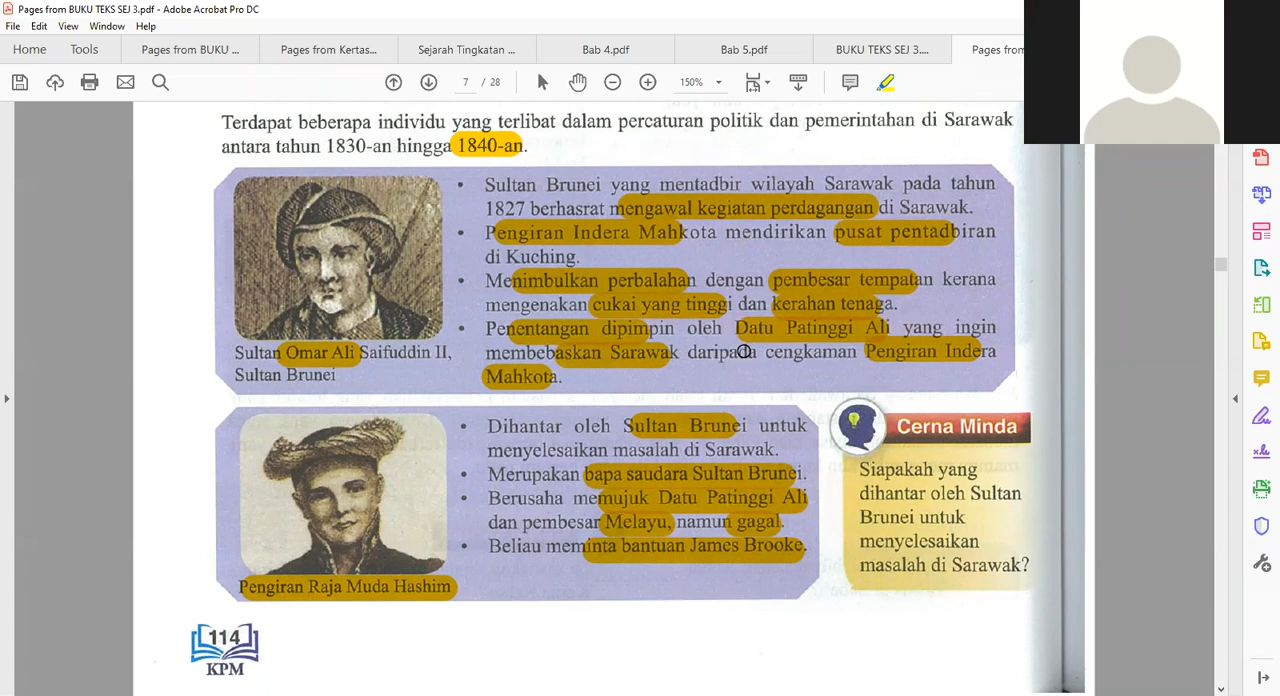 Pages from BUKU TEKS SEJ 3.pdf - Adobe Acrobat Pro DC
File Edit View Window Help
Home Tools Pages from BUKU ... Pages from Kertas... Sejarah Tingkatan ... Bab 4.pdf Bab 5.pdf BUKU TEKS SEJ 3.... Pages from
7 / 28 150%
Terdapat beberapa individu yang terlibat dalam percaturan politik dan pemerintahan di Sarawak
antara tahun 1830-an hingga 1840-an.
• Sultan Brunei yang mentadbir wilayah Sarawak pada tahun
1827 berhasrat mengawal kegiatan perdagangan di Sarawak.
• Pengiran Indera Mahkota mendirikan pusat pentadbiran
di Kuching.
• Menimbulkan perbalahan dengan pembesar tempatan kerana
mengenakan cukai yang tinggi dan kerahan tenaga.
• Penentangan dipimpin oleh Datu Patinggi Ali yang ingin
membebaskan Sarawak daripada cengkaman Pengiran Indera
Mahkota.
Sultan Omar Ali Saifuddin II,
Sultan Brunei
• Dihantar oleh Sultan Brunei untuk
menyelesaikan masalah di Sarawak.
• Merupakan bapa saudara Sultan Brunei.
• Berusaha memujuk Datu Patinggi Ali
dan pembesar Melayu, namun gagal.
• Beliau meminta bantuan James Brooke.
Pengiran Raja Muda Hashim
Cerna Minda
Siapakah yang
dihantar oleh Sultan
Brunei untuk
menyelesaikan
masalah di Sarawak?
114
KPM